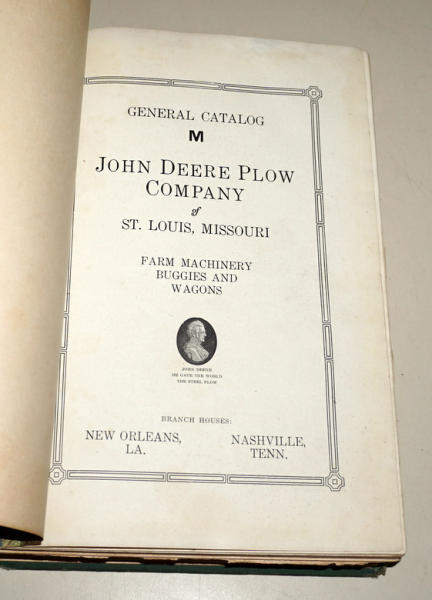 GENERAL CATALOG
M
JOHN DEERE PLOW
COMPANY
of
ST. LOUIS, MISSOURI
FARM MACHINERY
BUGGIES AND
WAGONS
JOHN DEERE
HE GAVE THE WORLD
THE STEEL PLOW
BRANCH HOUSES:
NEW ORLEANS,
LA.
NASHVILLE,
TENN.